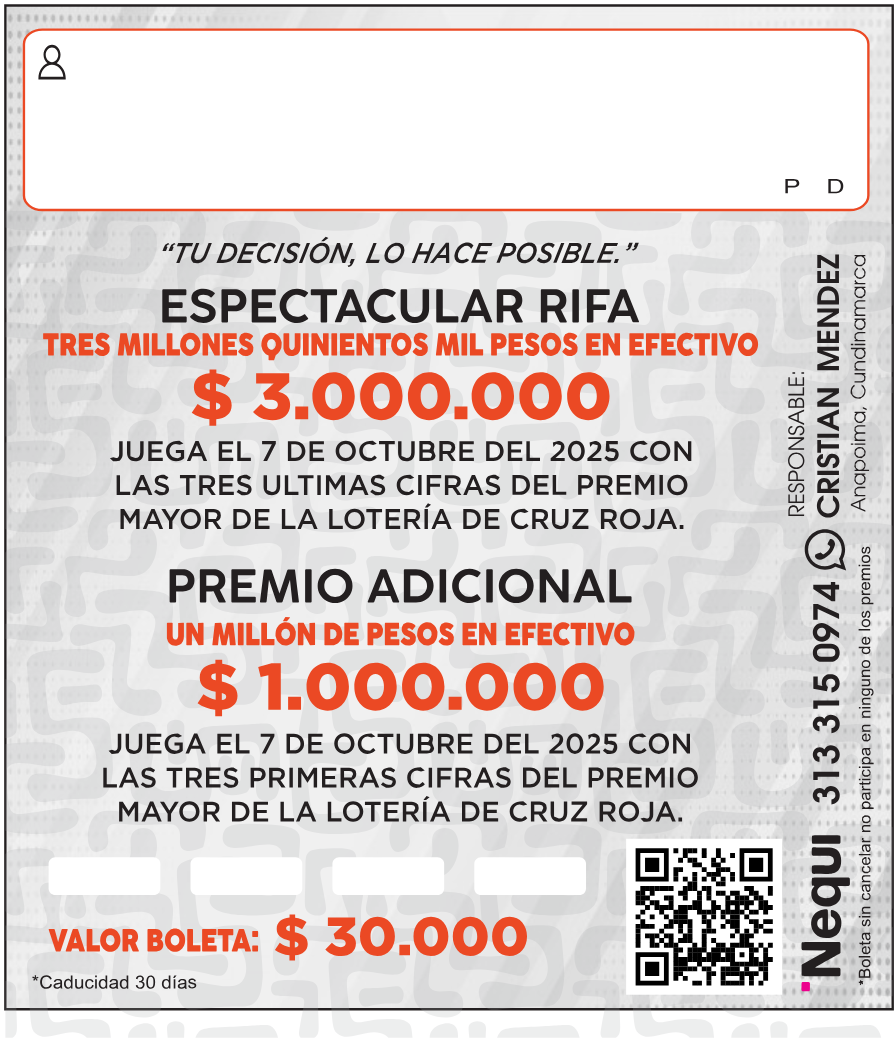 P D
“TU DECISIÓN, LO HACE POSIBLE.”
ESPECTACULAR RIFA
TRES MILLONES QUINIENTOS MIL PESOS EN EFECTIVO
$ 3.000.000
JUEGA EL 7 DE OCTUBRE DEL 2025 CON
LAS TRES ULTIMAS CIFRAS DEL PREMIO
MAYOR DE LA LOTERÍA DE CRUZ ROJA.
PREMIO ADICIONAL
UN MILLÓN DE PESOS EN EFECTIVO
$ 1.000.000
JUEGA EL 7 DE OCTUBRE DEL 2025 CON
LAS TRES PRIMERAS CIFRAS DEL PREMIO
MAYOR DE LA LOTERÍA DE CRUZ ROJA.
VALOR BOLETA: $ 30.000
*Caducidad 30 días
RESPONSABLE:
Nequi 313 315 0974 CRISTIAN MENDEZ
Anapoima, Cundinamarca
*Boleta sin cancelar no participa en ninguno de los premios